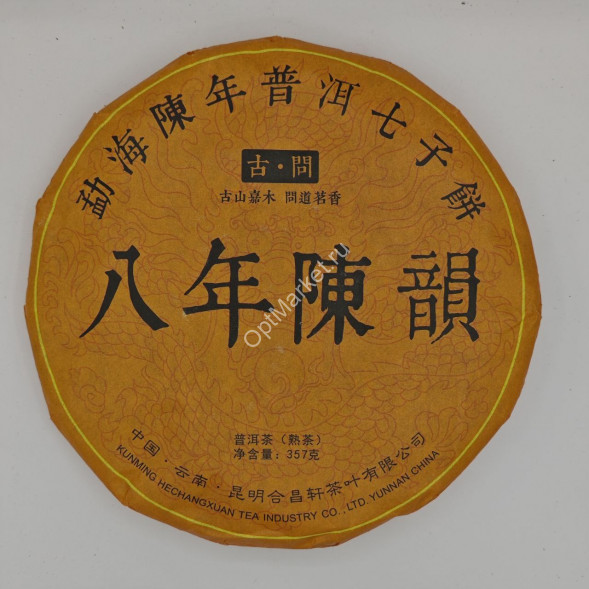 勐海陳年普洱七子餅
古·問
古山嘉木 問道茗香
八年陳韻
OptMarket.ru
普洱茶（熟茶）
净含量：357克
中国·云南·昆明合昌轩茶叶有限公司
KUNMING HECHANGXUAN TEA INDUSTRY CO.,LTD. YUNNAN CHINA